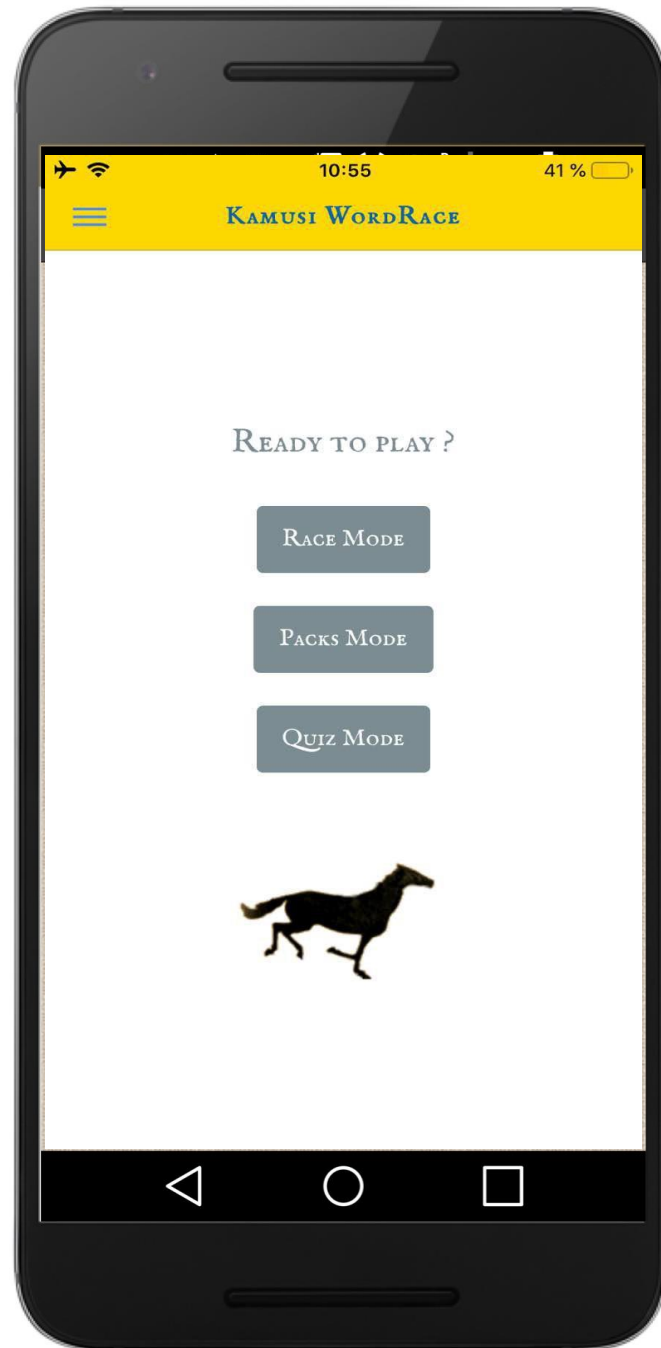 10:55
41 %
Kamusi WordRace
Ready to play ?
Race Mode
Packs Mode
Quiz Mode